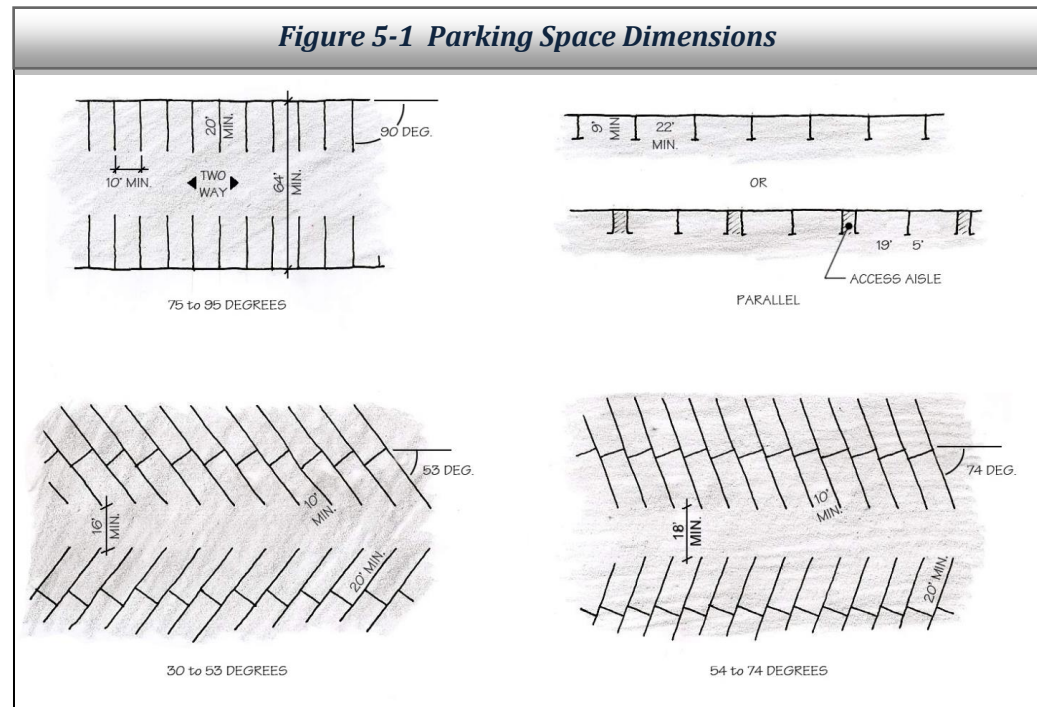 Figure 5-1 Parking Space Dimensions
20'
MIN.
90 DEG.
10' MIN.
TWO
WAY
64'
MIN.
75 to 95 DEGREES
9'
MIN
22'
MIN.
OR
19' 5'
ACCESS AISLE
PARALLEL
53 DEG.
10'
MIN.
16'
MIN.
20' MIN.
30 to 53 DEGREES
74 DEG.
10'
MIN.
18'
MIN.
20' MIN.
54 to 74 DEGREES